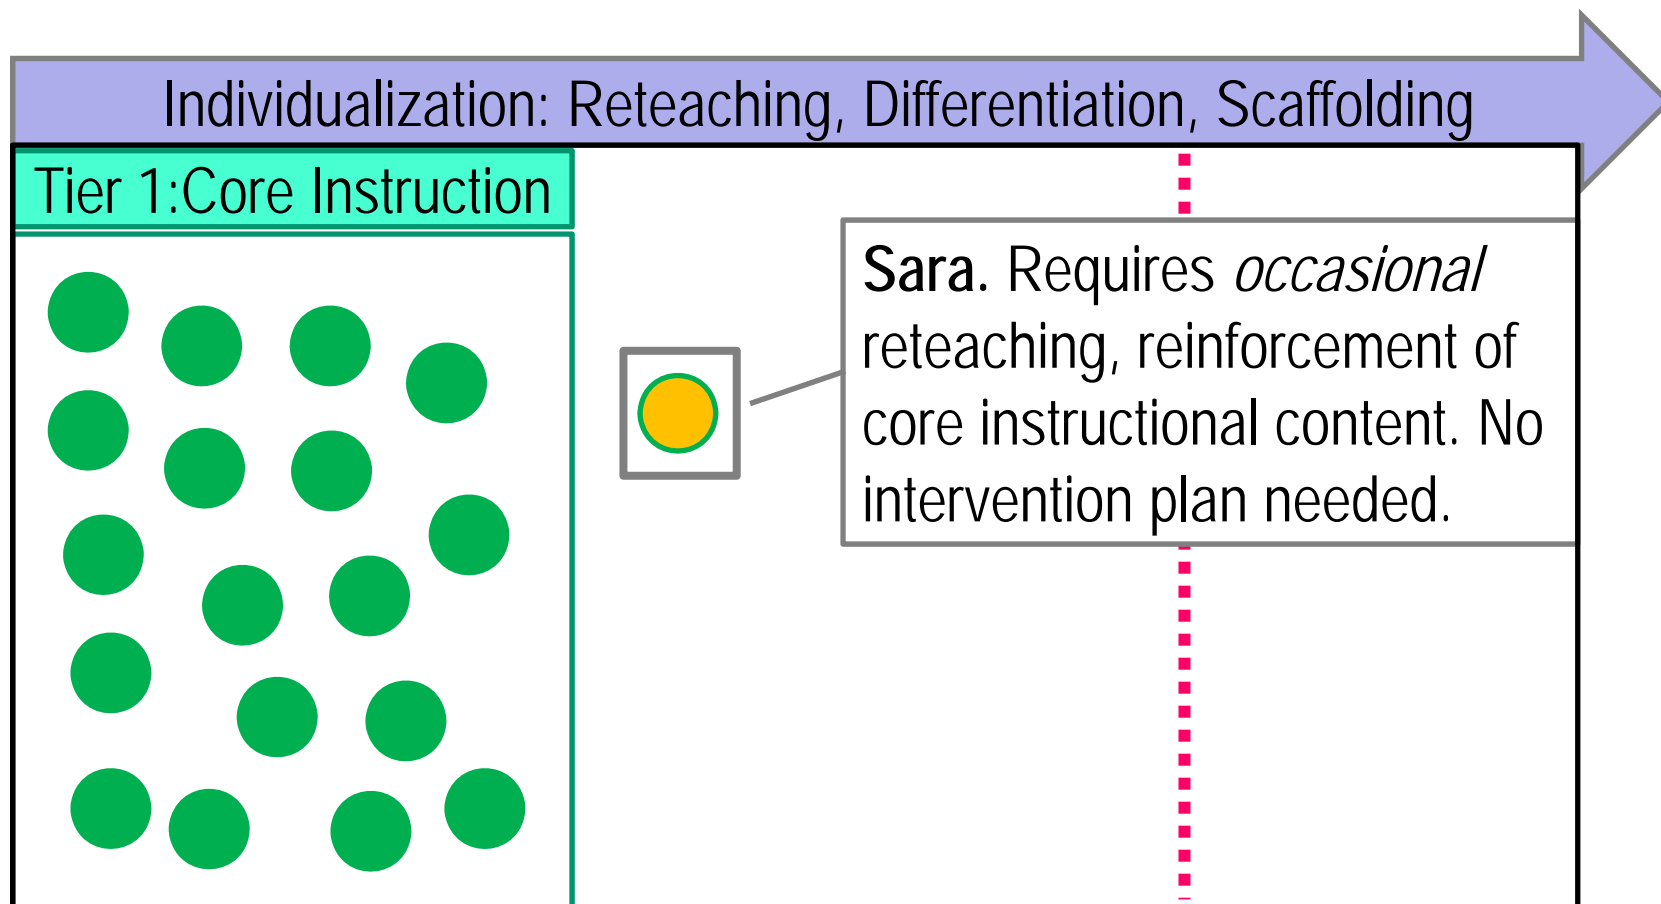 Individualization: Reteaching, Differentiation, Scaffolding
Tier 1:Core Instruction
Sara. Requires occasional
reteaching, reinforcement of
core instructional content. No
intervention plan needed.